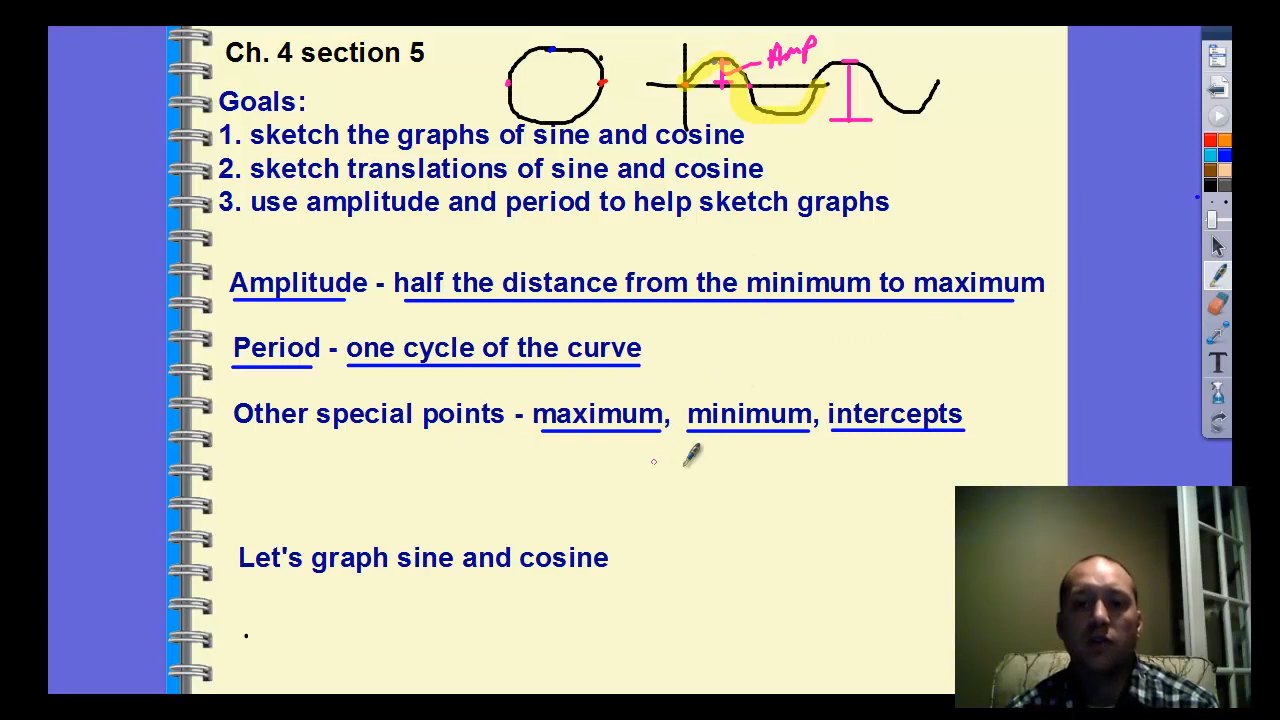 Ch. 4 section 5
Amp
Goals:
1. sketch the graphs of sine and cosine
2. sketch translations of sine and cosine
3. use amplitude and period to help sketch graphs
Amplitude - half the distance from the minimum to maximum
Period - one cycle of the curve
Other special points - maximum, minimum, intercepts
Let's graph sine and cosine
T